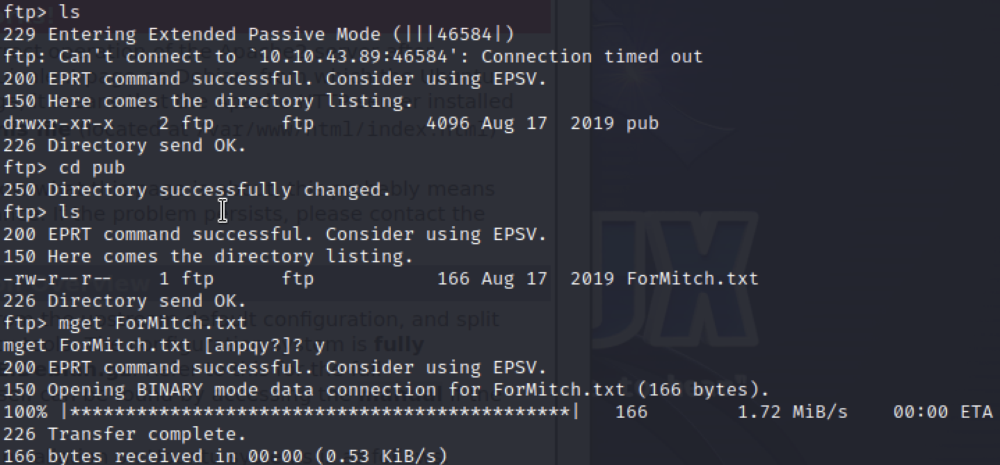 ftp> ls
229 Entering Extended Passive Mode (|||46584|)
ftp: Can't connect to `10.10.43.89:46584': Connection timed out
200 EPRT command successful. Consider using EPSV.
150 Here comes the directory listing.
drwxr-xr-x    2 ftp      ftp          4096 Aug 17  2019 pub
226 Directory send OK.
ftp> cd pub
250 Directory successfully changed.
ftp> ls
200 EPRT command successful. Consider using EPSV.
150 Here comes the directory listing.
-rw-r--r--    1 ftp      ftp           166 Aug 17  2019 ForMitch.txt
226 Directory send OK.
ftp> mget ForMitch.txt
mget ForMitch.txt [anpqy?]? y
200 EPRT command successful. Consider using EPSV.
150 Opening BINARY mode data connection for ForMitch.txt (166 bytes).
100% |*********************************************|   166        1.72 MiB/s    00:00 ETA
226 Transfer complete.
166 bytes received in 00:00 (0.53 KiB/s)